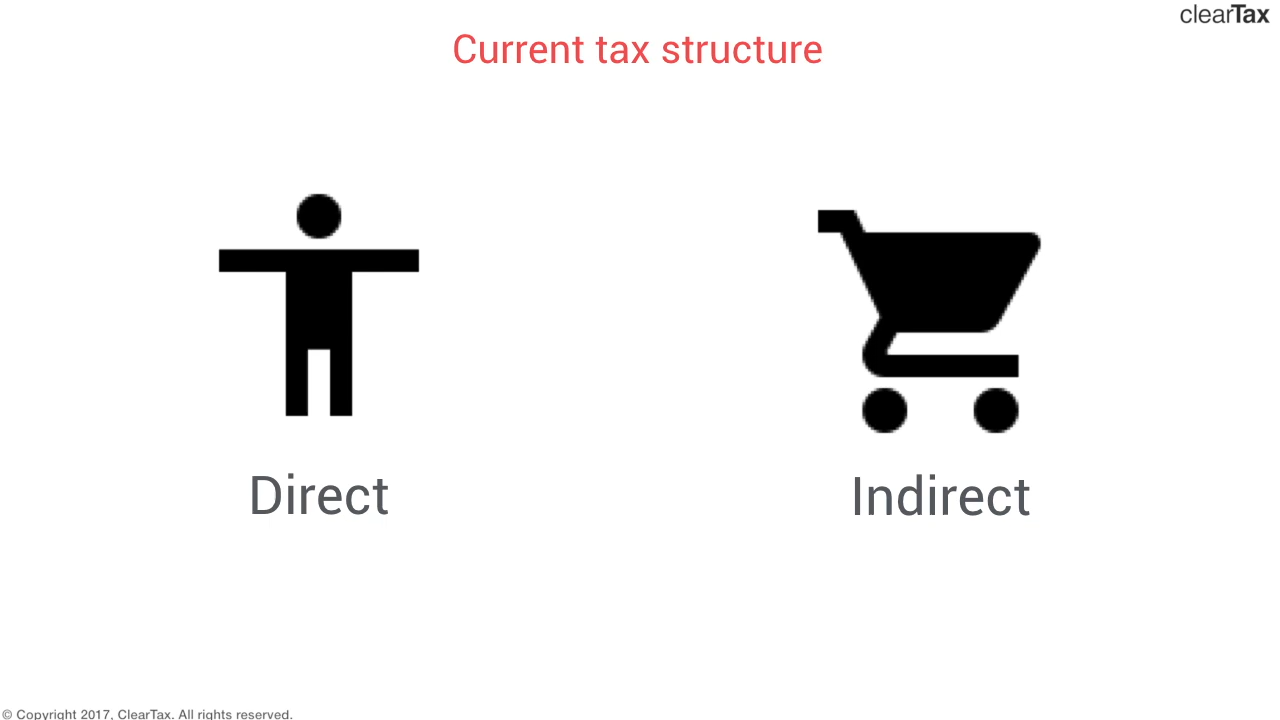 clearTax
Current tax structure
Direct
Indirect
© Copyright 2017, ClearTax. All rights reserved.